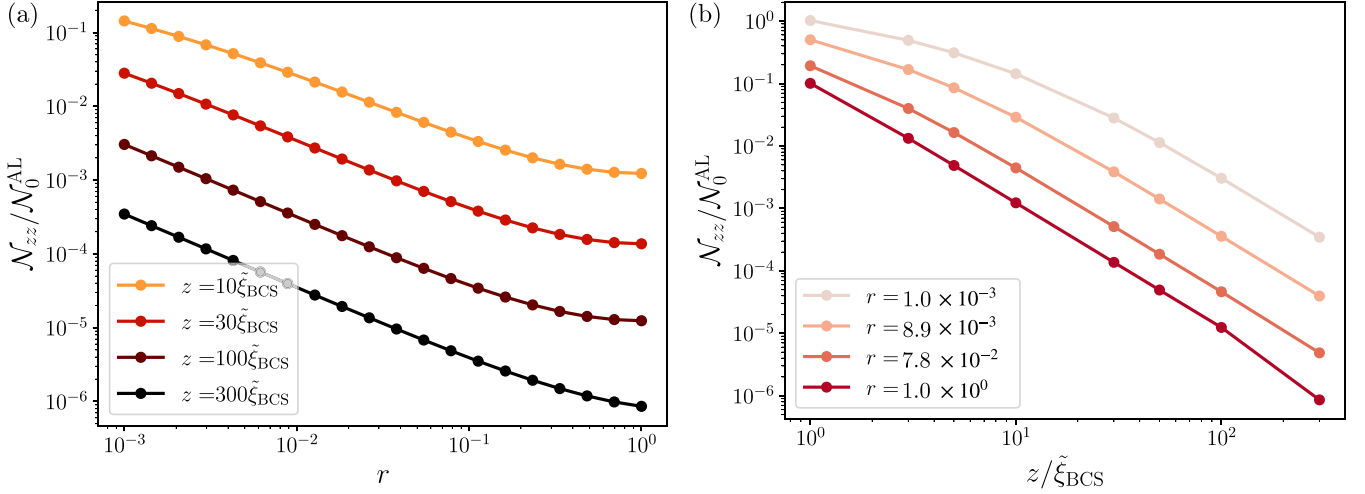 (a)
𝒩_zz/𝒩_0^AL
10^−1
10^−2
10^−3
10^−4
10^−5
10^−6
z =10ξ̃_BCS
z =30ξ̃_BCS
z =100ξ̃_BCS
z =300ξ̃_BCS
10^−3
10^−2
10^−1
10^0
r
(b)
𝒩_zz/𝒩_0^AL
10^0
10^−1
10^−2
10^−3
10^−4
10^−5
10^−6
r =1.0 × 10^−3
r =8.9 × 10^−3
r =7.8 × 10^−2
r =1.0 × 10^0
10^0
10^1
10^2
z/ξ̃_BCS